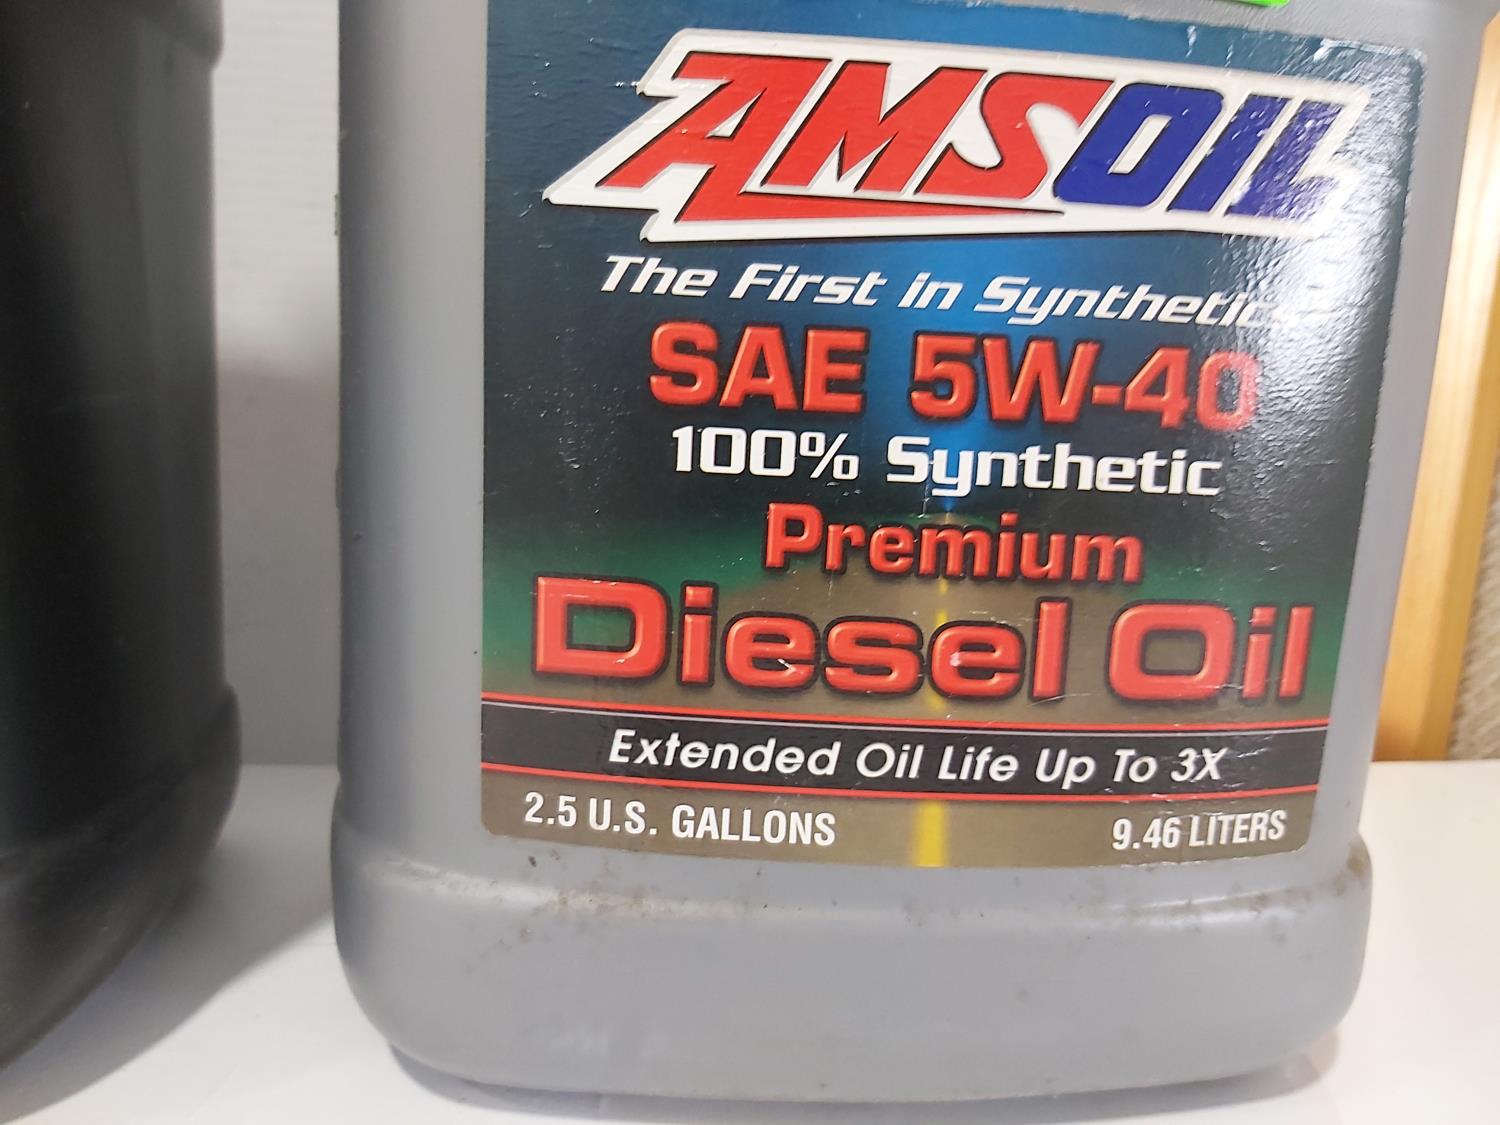 AMSOIL
The First in Synthetics
SAE 5W-40
100% Synthetic
Premium
Diesel Oil
Extended Oil Life Up To 3X
2.5 U.S. GALLONS 9.46 LITERS